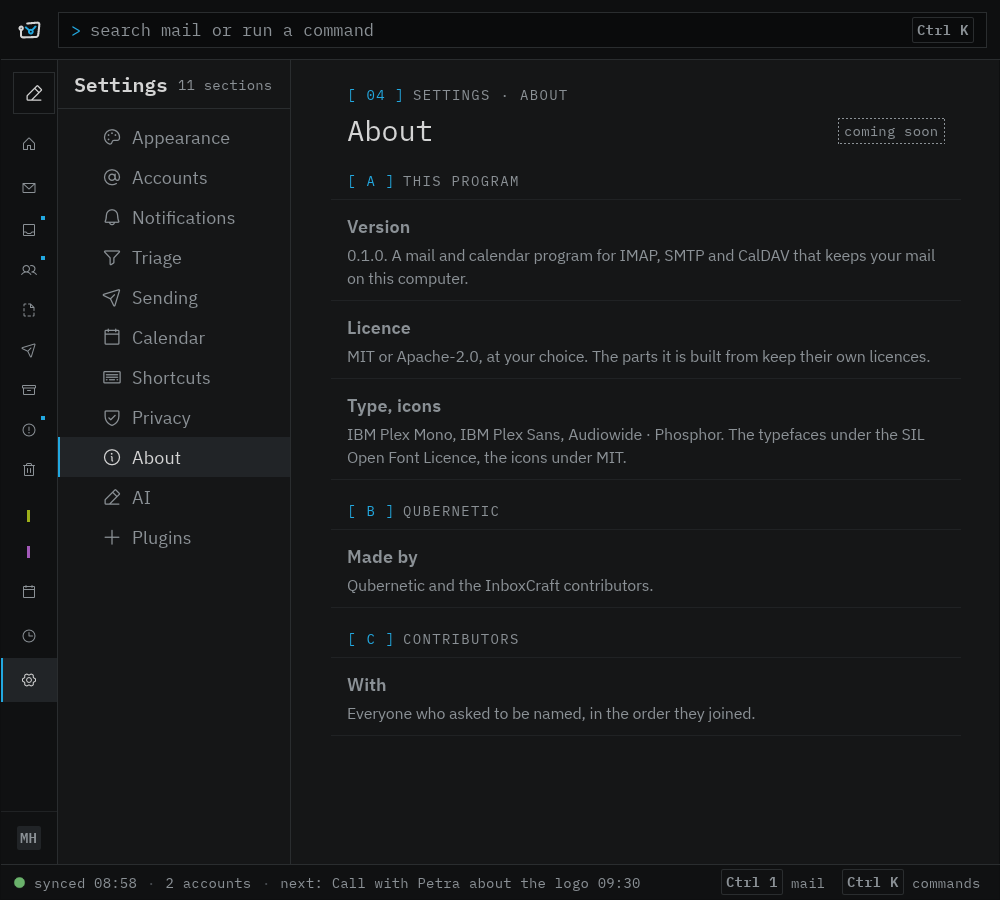 > search mail or run a command Ctrl K
Settings 11 sections
Appearance
Accounts
Notifications
Triage
Sending
Calendar
Shortcuts
Privacy
About
AI
Plugins
MH
[ 04 ] SETTINGS · ABOUT
About
coming soon
[ A ] THIS PROGRAM
Version
0.1.0. A mail and calendar program for IMAP, SMTP and CalDAV that keeps your mail
on this computer.
Licence
MIT or Apache-2.0, at your choice. The parts it is built from keep their own licences.
Type, icons
IBM Plex Mono, IBM Plex Sans, Audiowide · Phosphor. The typefaces under the SIL
Open Font Licence, the icons under MIT.
[ B ] QUBERNETIC
Made by
Qubernetic and the InboxCraft contributors.
[ C ] CONTRIBUTORS
With
Everyone who asked to be named, in the order they joined.
synced 08:58 · 2 accounts · next: Call with Petra about the logo 09:30 Ctrl 1 mail Ctrl K commands